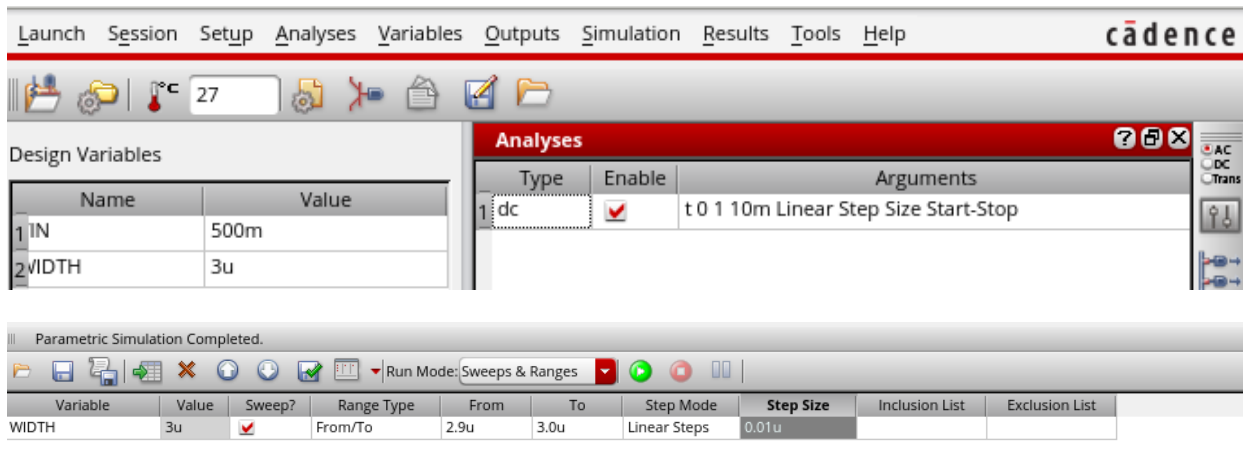 Launch Session Setup Analyses Variables Outputs Simulation Results Tools Help cādence
°C 27
Design Variables
Analyses
AC
DC
Trans
Name Value
Type Enable Arguments
1 IN 500m
1 dc t 0 1 10m Linear Step Size Start-Stop
2 WIDTH 3u
Parametric Simulation Completed.
Run Mode: Sweeps & Ranges
Variable Value Sweep? Range Type From To Step Mode Step Size Inclusion List Exclusion List
WIDTH 3u From/To 2.9u 3.0u Linear Steps 0.01u